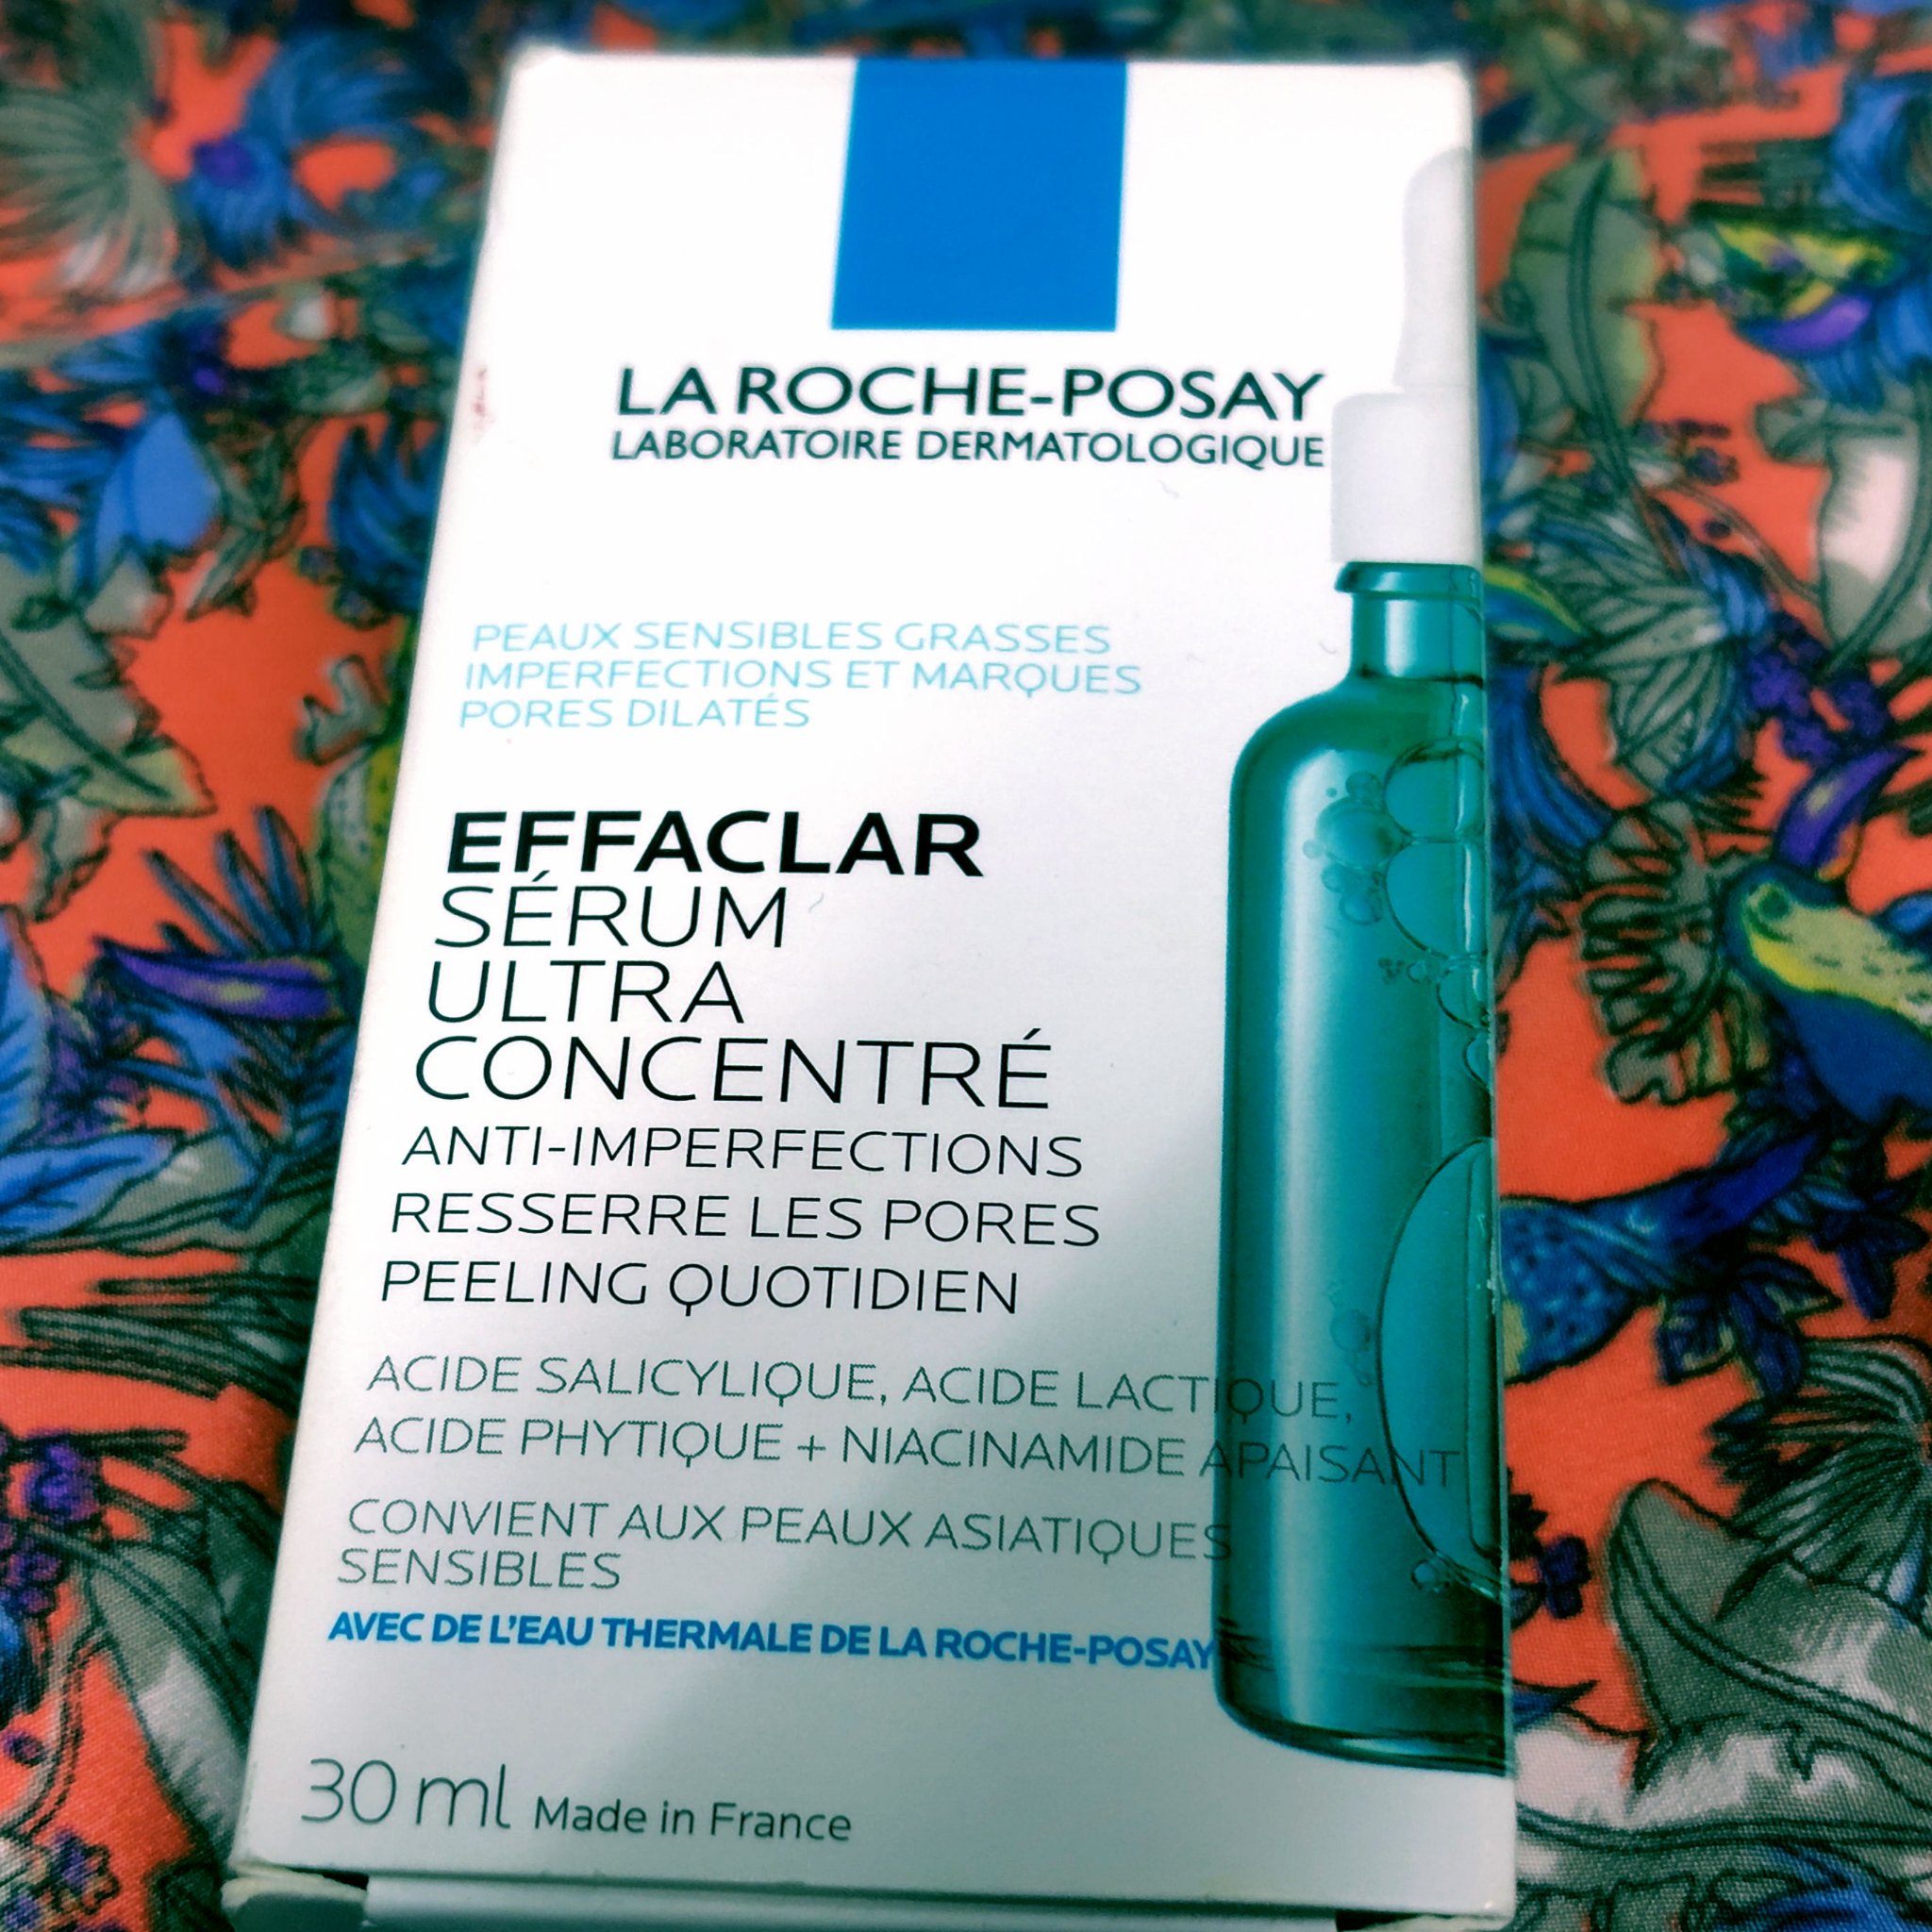 LA ROCHE-POSAY
LABORATOIRE DERMATOLOGIQUE
PEAUX SENSIBLES GRASSES
IMPERFECTIONS ET MARQUES
PORES DILATÉS
EFFACLAR
SÉRUM
ULTRA
CONCENTRÉ
ANTI-IMPERFECTIONS
RESSERRE LES PORES
PEELING QUOTIDIEN
ACIDE SALICYLIQUE, ACIDE LACTIQUE,
ACIDE PHYTIQUE + NIACINAMIDE APAISANT
CONVIENT AUX PEAUX ASIATIQUES
SENSIBLES
AVEC DE L'EAU THERMALE DE LA ROCHE-POSAY
30 ml Made in France